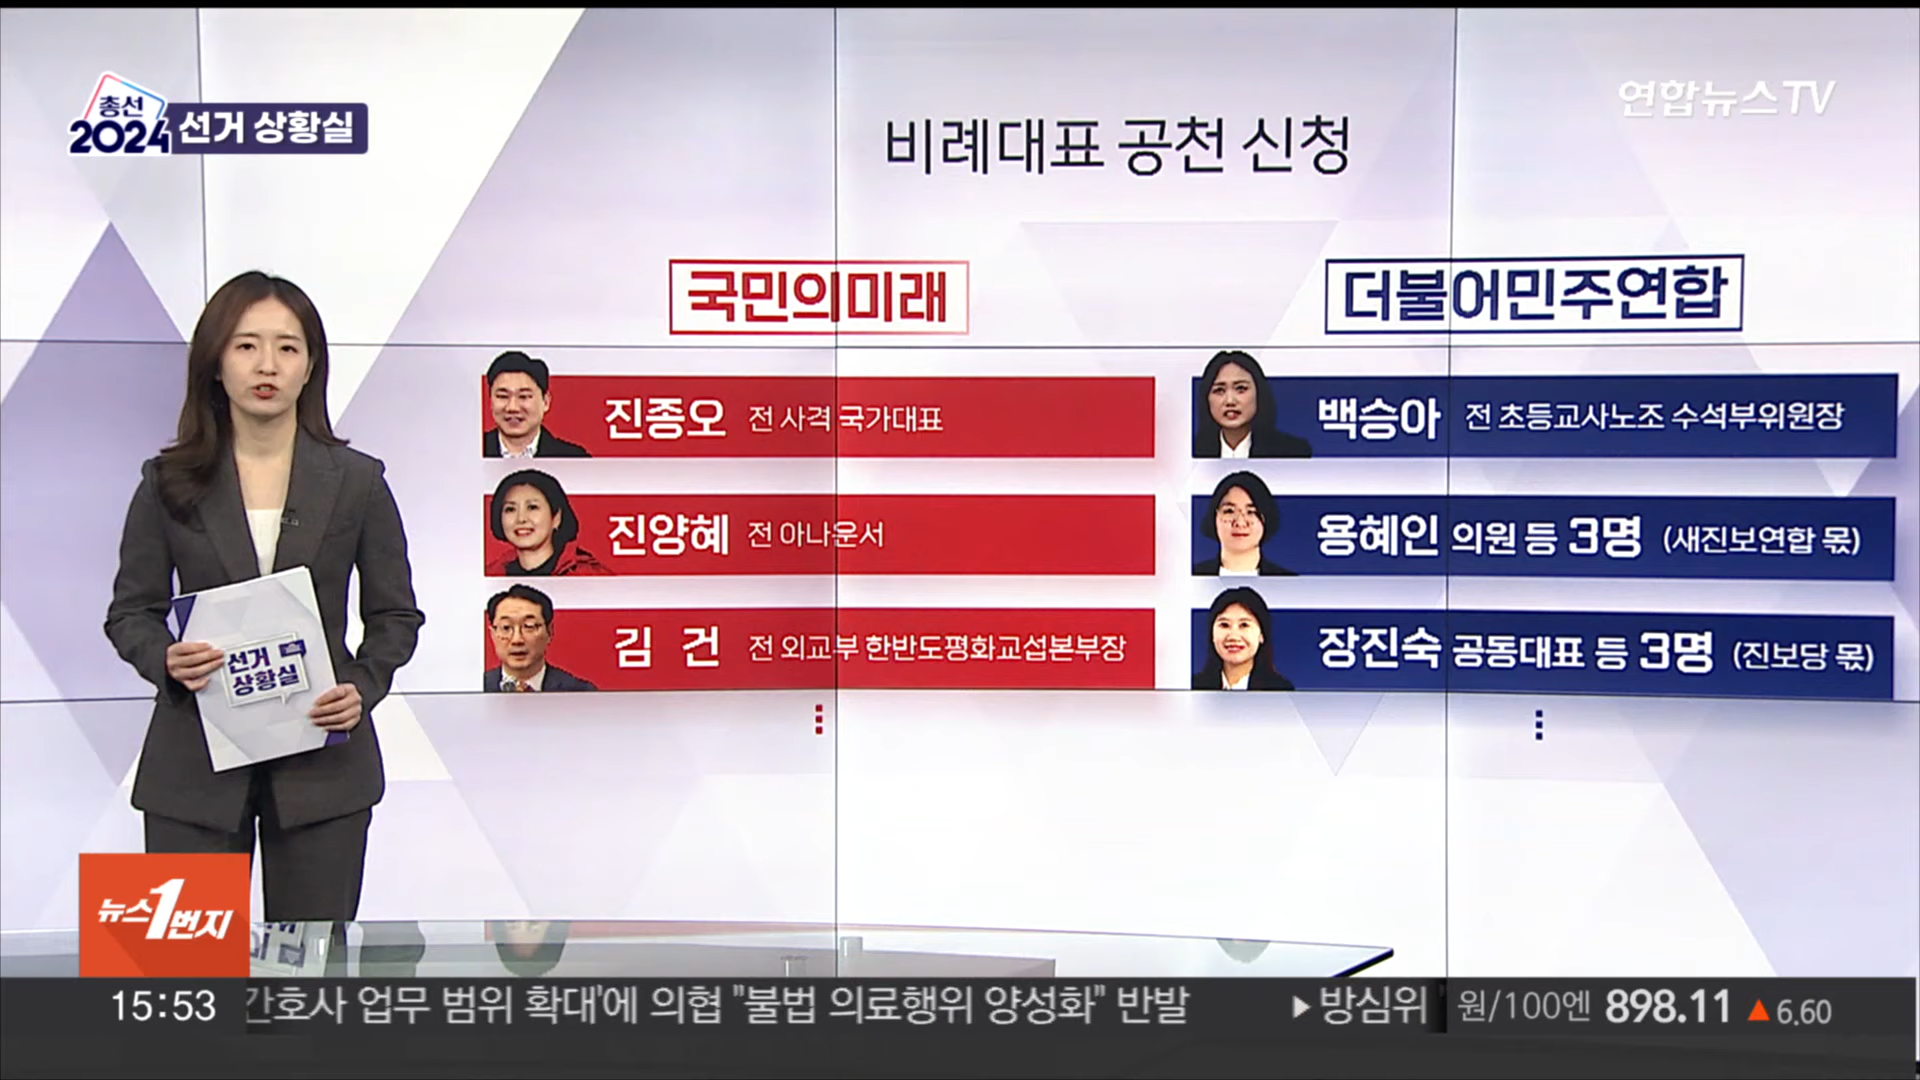 총선
2024 선거 상황실
연합뉴스TV
비례대표 공천 신청
국민의미래
더불어민주연합
진종오 전 사격 국가대표
백승아 전 초등교사노조 수석부위원장
진양혜 전 아나운서
용혜인 의원 등 3명 (새진보연합 몫)
김 건 전 외교부 한반도평화교섭본부장
장진숙 공동대표 등 3명 (진보당 몫)
선거
상황실
뉴스1번지
15:53 간호사 업무 범위 확대'에 의협 "불법 의료행위 양성화" 반발 ▶방심위 원/100엔 898.11 ▲6.60